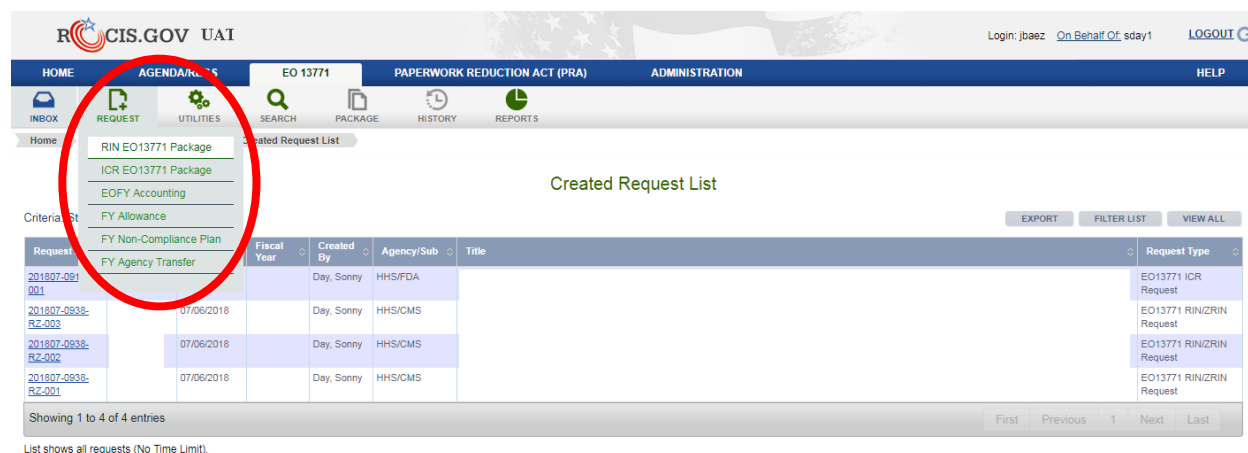 ROCIS.GOV UAT
Login: jbaez On Behalf Of: sday1 LOGOUT
HOME AGENDA/REGS EO 13771 PAPERWORK REDUCTION ACT (PRA) ADMINISTRATION HELP
INBOX REQUEST UTILITIES SEARCH PACKAGE HISTORY REPORTS
Home Created Request List
RIN EO13771 Package
ICR EO13771 Package
EOFY Accounting
FY Allowance
FY Non-Compliance Plan
FY Agency Transfer
Created Request List
Criteria: St
EXPORT FILTER LIST VIEW ALL
Request Fiscal Year Created By Agency/Sub Title Request Type
201807-091
001 Day, Sonny HHS/FDA EO13771 ICR
Request
201807-0938- 07/06/2018 Day, Sonny HHS/CMS EO13771 RIN/ZRIN
RZ-003 Request
201807-0938- 07/06/2018 Day, Sonny HHS/CMS EO13771 RIN/ZRIN
RZ-002 Request
201807-0938- 07/06/2018 Day, Sonny HHS/CMS EO13771 RIN/ZRIN
RZ-001 Request
Showing 1 to 4 of 4 entries First Previous 1 Next Last
List shows all requests (No Time Limit).